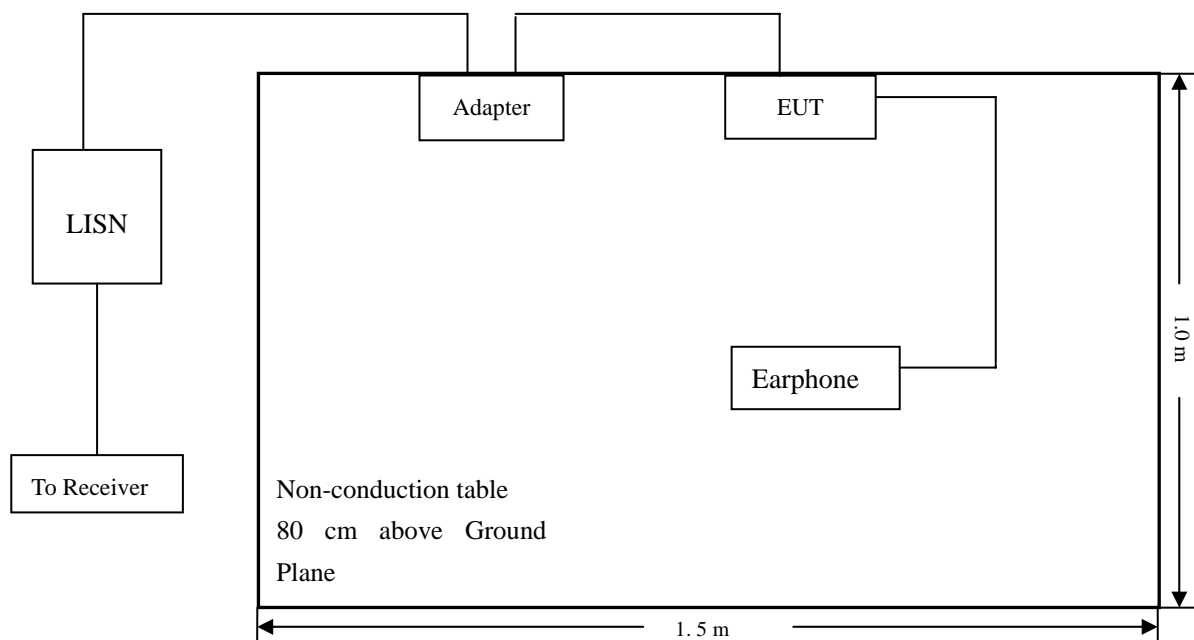 Adapter
EUT
LISN
1.0 m
Earphone
To Receiver
Non-conduction table
80 cm above Ground
Plane
1. 5 m